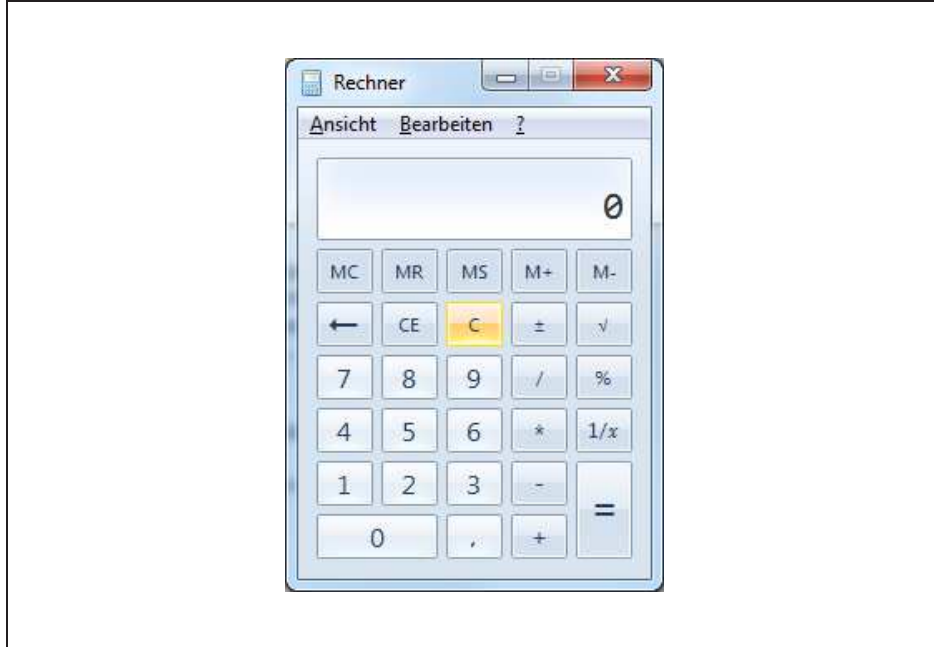 Rechner
Ansicht Bearbeiten ?
0
MC MR MS M+ M-
← CE C ± √
7 8 9 / %
4 5 6 * 1/x
1 2 3 - =
0 , +